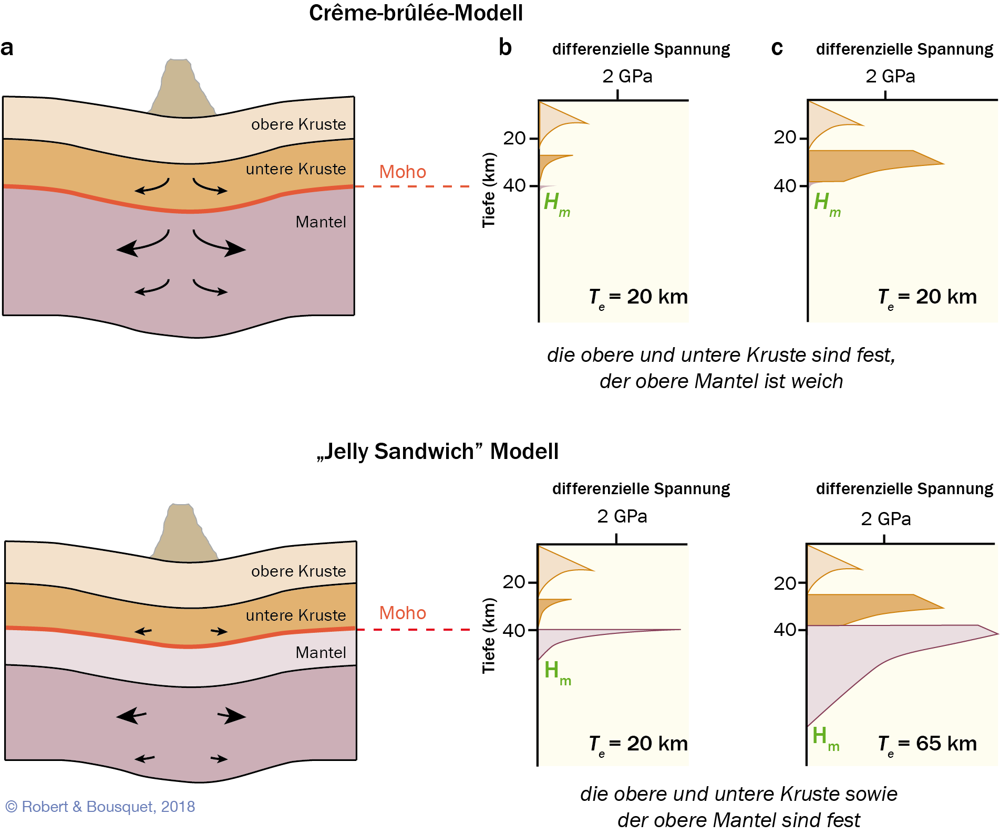 Crême-brûlée-Modell
a
obere Kruste
untere Kruste
Mantel
Moho
b
differenzielle Spannung
2 GPa
Tiefe (km)
20
40
Hm
Te = 20 km
c
differenzielle Spannung
2 GPa
20
40
Hm
Te = 20 km
die obere und untere Kruste sind fest,
der obere Mantel ist weich
„Jelly Sandwich” Modell
obere Kruste
untere Kruste
Mantel
Moho
differenzielle Spannung
2 GPa
Tiefe (km)
20
40
Hm
Te = 20 km
differenzielle Spannung
2 GPa
20
40
Hm
Te = 65 km
die obere und untere Kruste sowie
der obere Mantel sind fest
© Robert & Bousquet, 2018